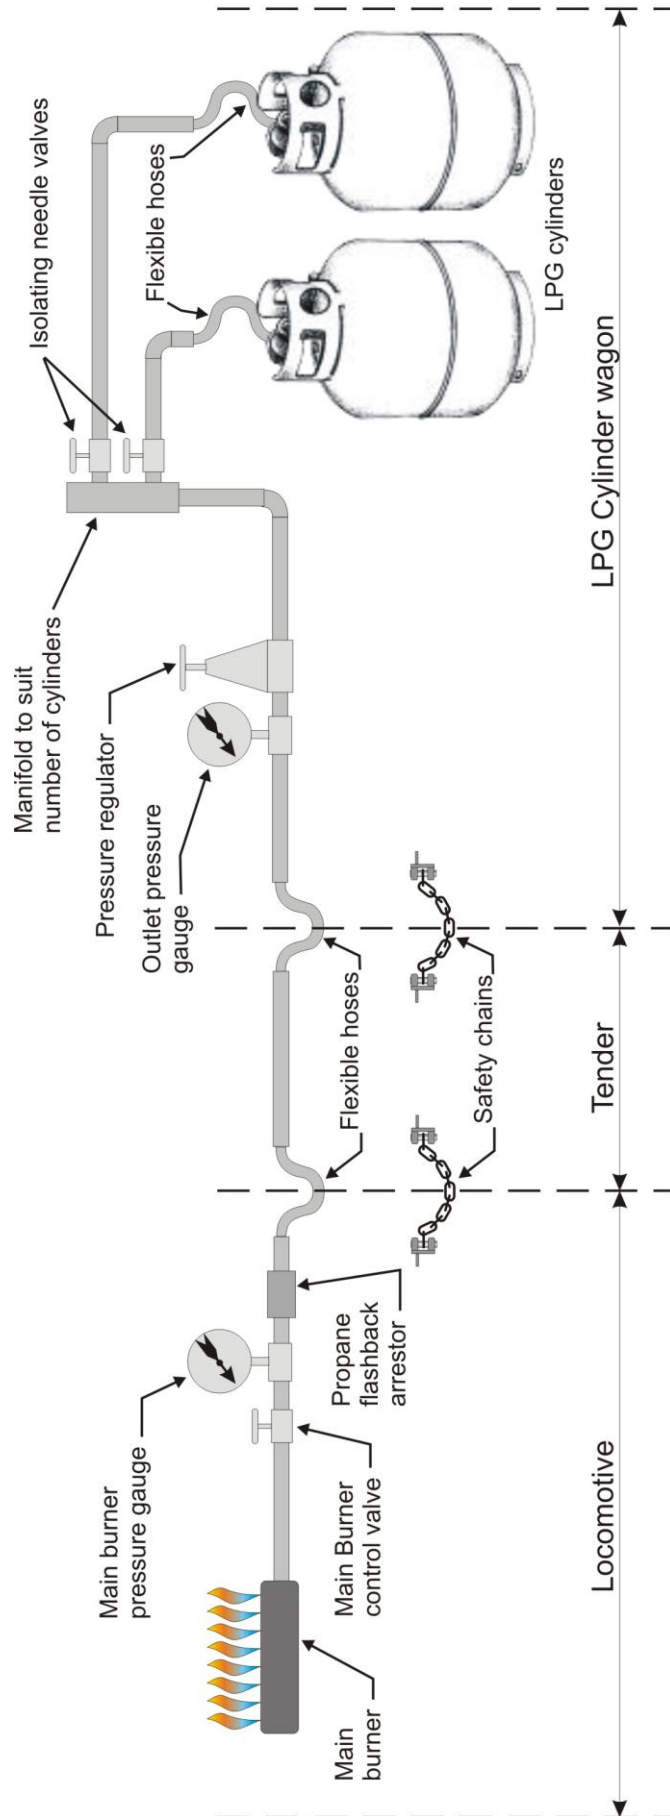 Isolating needle valves
Manifold to suit
number of cylinders
Flexible hoses
Pressure regulator
Outlet pressure
gauge
LPG cylinders
Main burner
pressure gauge
Flexible hoses
Propane
flashback
arrestor
Main Burner
control valve
Main
burner
Safety chains
Locomotive
Tender
LPG Cylinder wagon